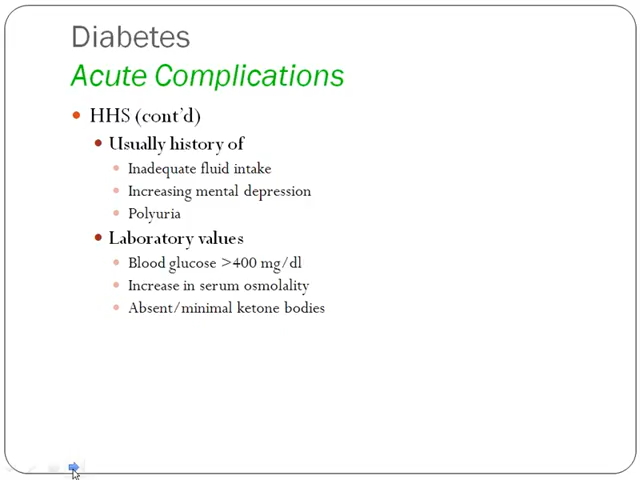 Diabetes
Acute Complications
HHS (cont’d)
Usually history of
Inadequate fluid intake
Increasing mental depression
Polyuria
Laboratory values
Blood glucose >400 mg/dl
Increase in serum osmolality
Absent/minimal ketone bodies